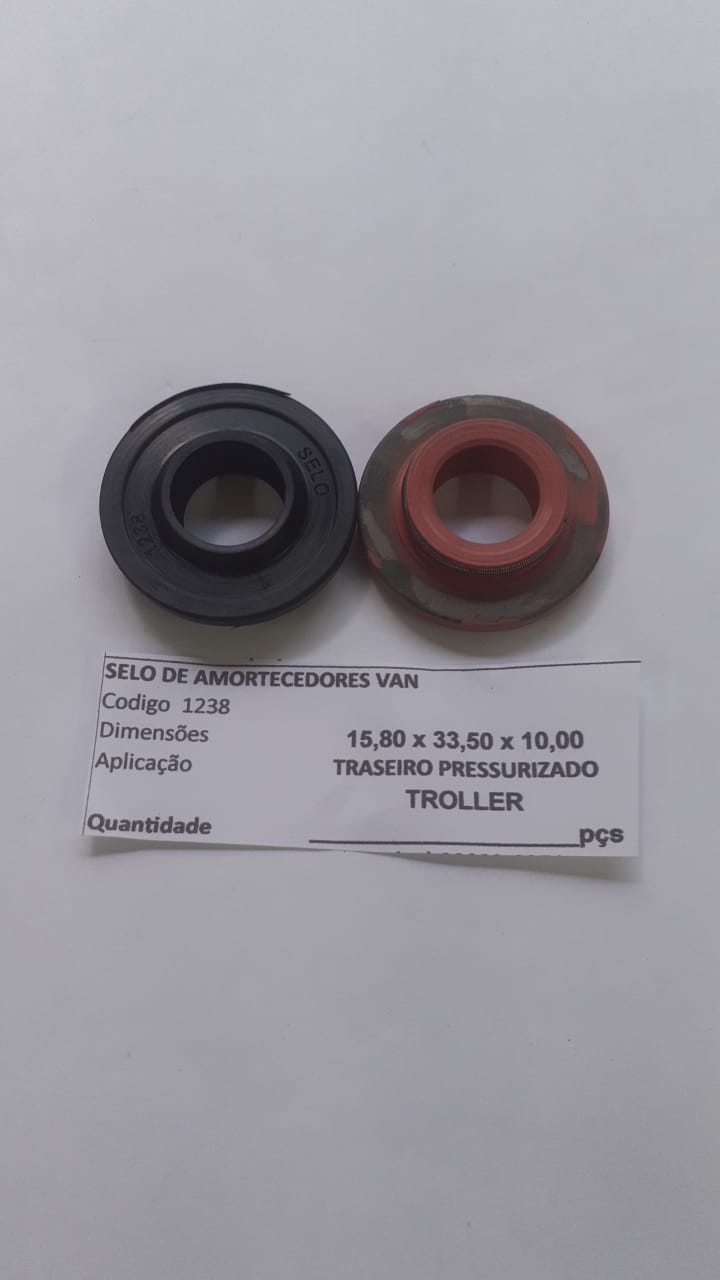 SELO
1238
SELO DE AMORTECEDORES VAN
Codigo 1238
Dimensões 15,80 x 33,50 x 10,00
Aplicação TRASEIRO PRESSURIZADO
TROLLER
Quantidade pçs